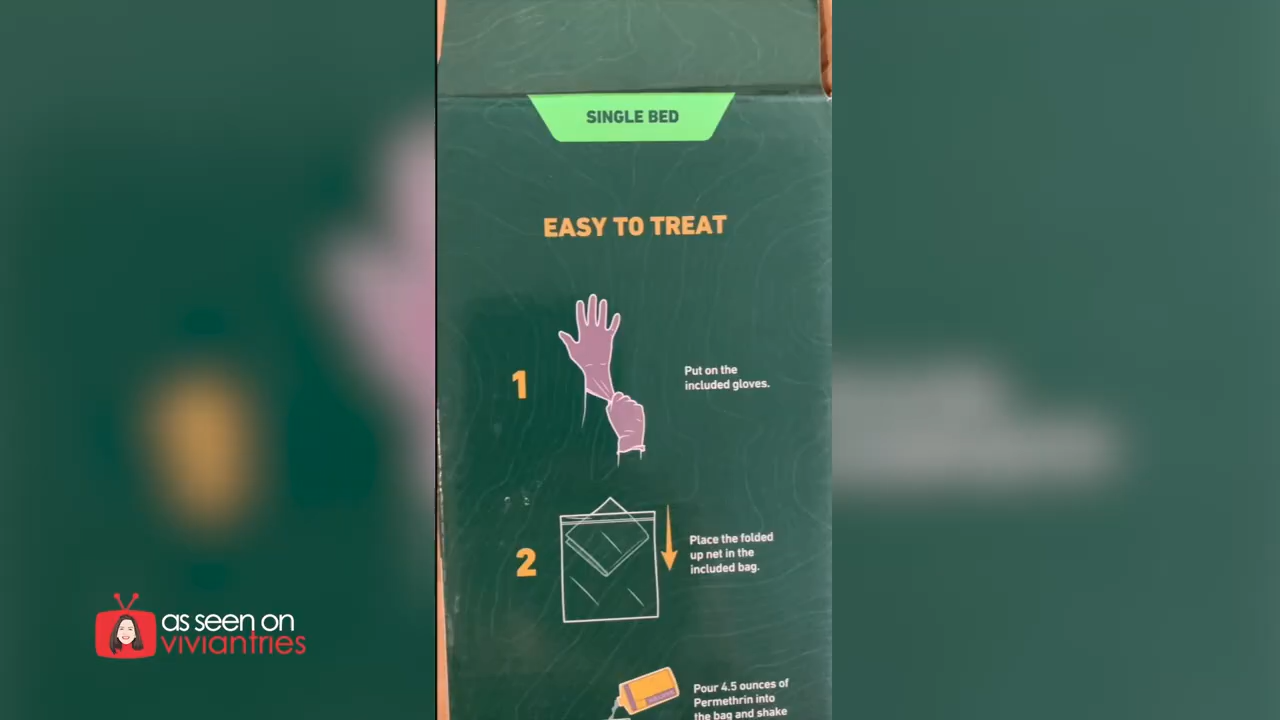 SINGLE BED
EASY TO TREAT
1
Put on the
included gloves.
2
Place the folded
up net in the
included bag.
Pour 4.5 ounces of
Permethrin into
the bag and shake
as seen on
viviantries